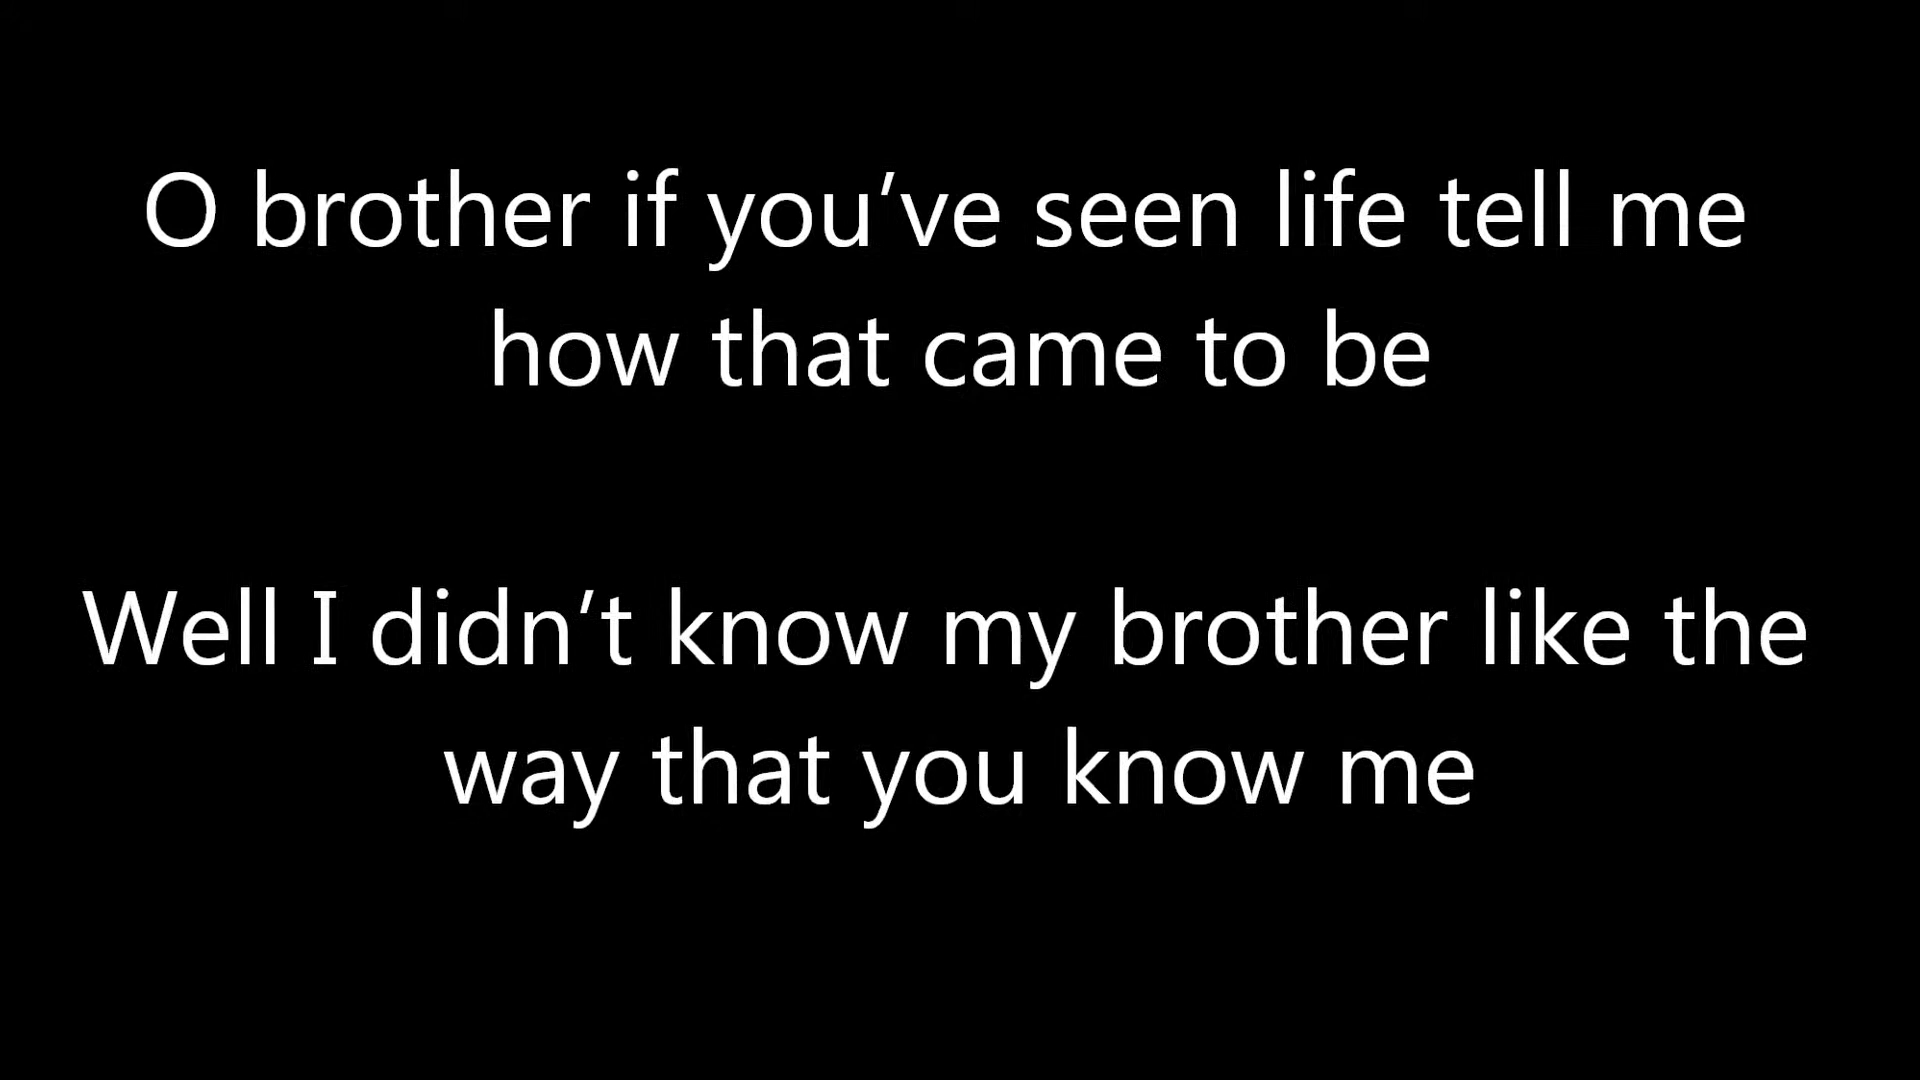 O brother if you’ve seen life tell me
how that came to be
Well I didn’t know my brother like the
way that you know me